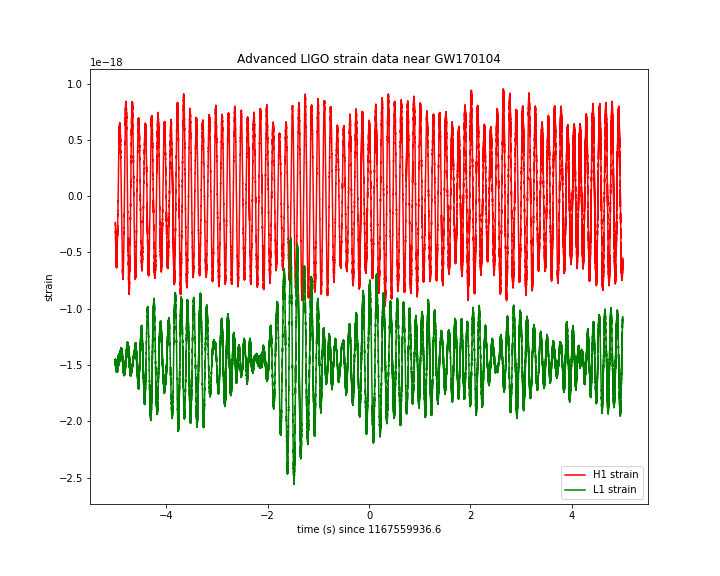 Advanced LIGO strain data near GW170104
1e−18
1.0
0.5
0.0
−0.5
−1.0
−1.5
−2.0
−2.5
strain
−4
−2
0
2
4
time (s) since 1167559936.6
H1 strain
L1 strain